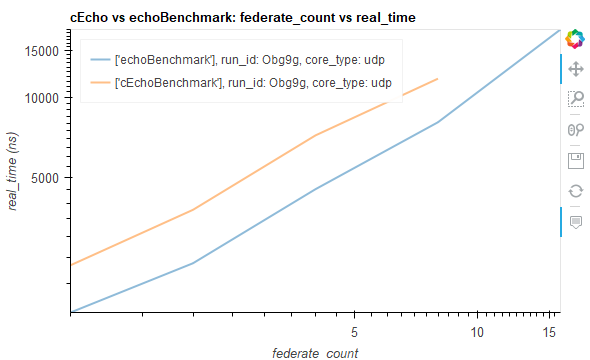 cEcho vs echoBenchmark: federate_count vs real_time
['echoBenchmark'], run_id: Obg9g, core_type: udp
['cEchoBenchmark'], run_id: Obg9g, core_type: udp
15000
10000
5000
real_time (ns)
5
10
15
federate_count